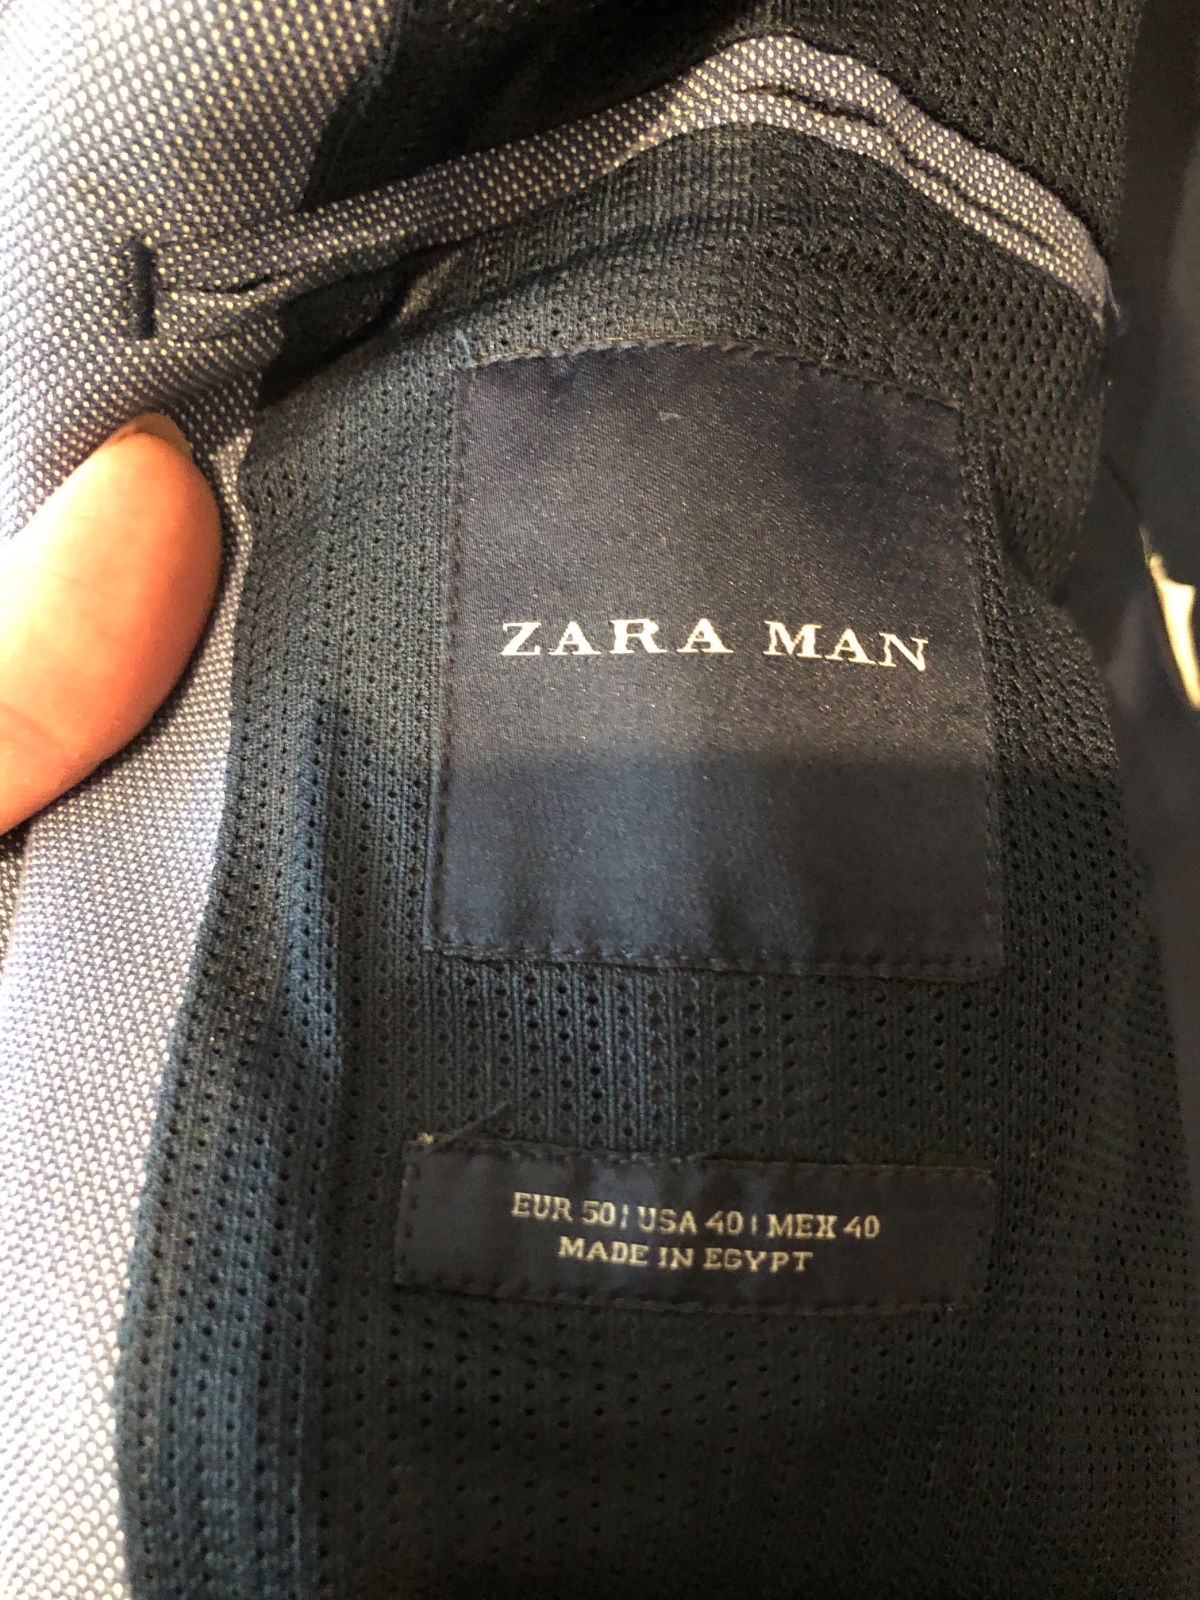 ZARA MAN
EUR 50 | USA 40 | MEX 40
MADE IN EGYPT